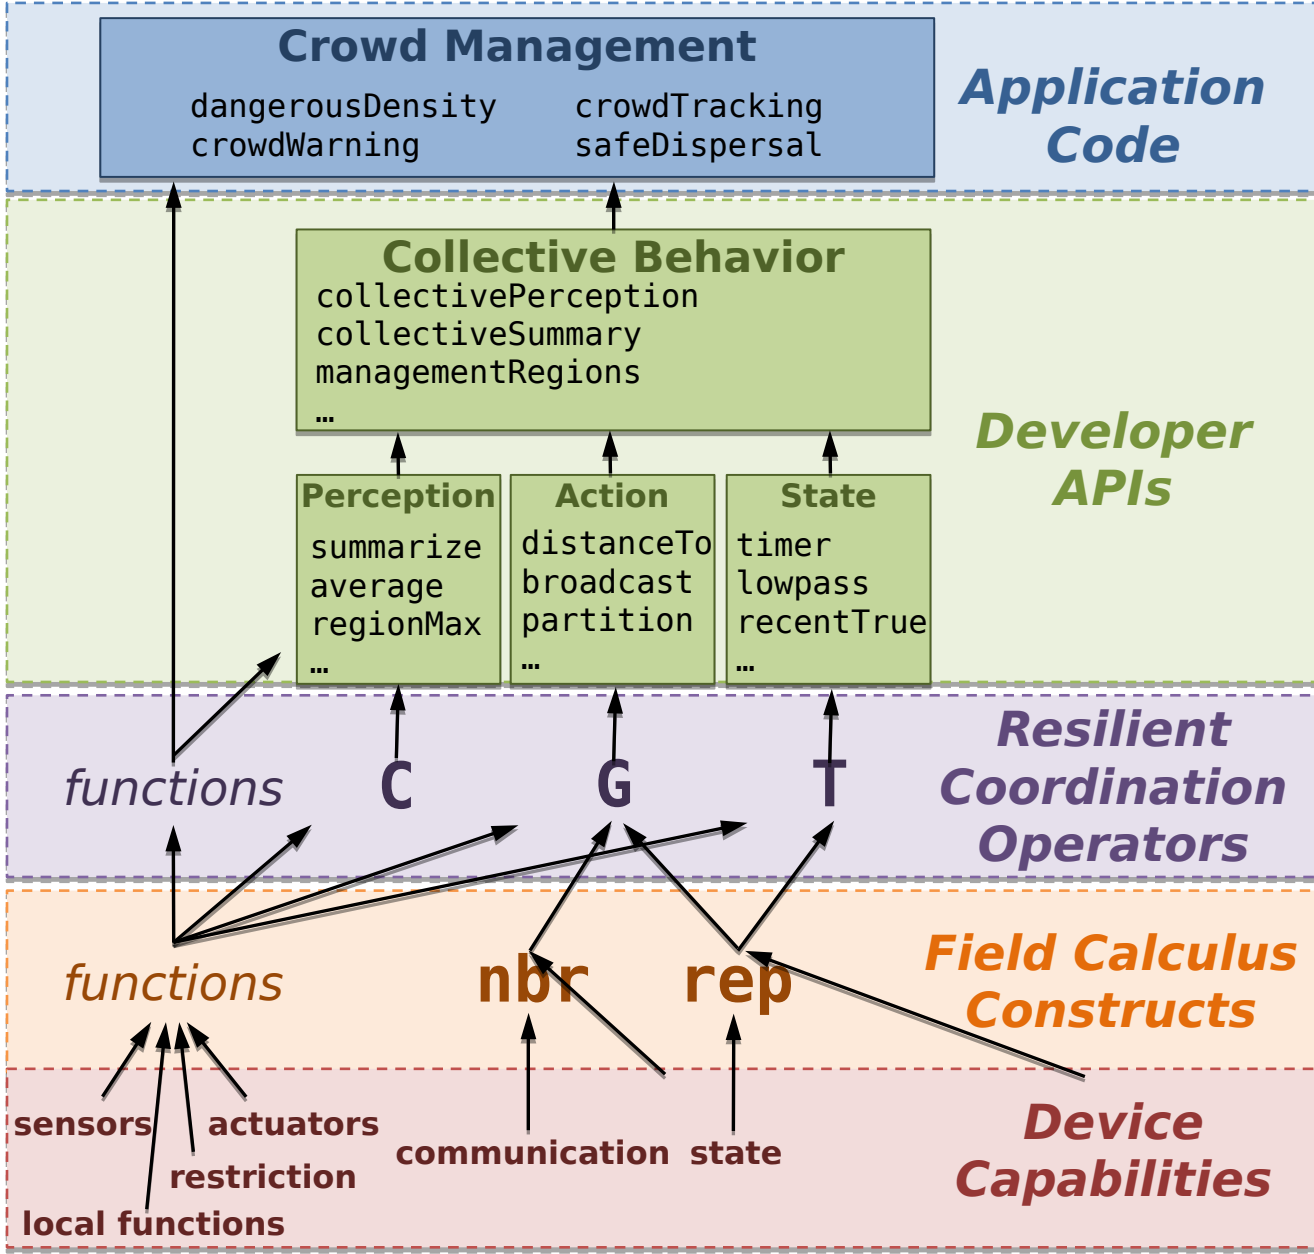 Crowd Management
dangerousDensity crowdTracking
crowdWarning safeDispersal
Application
Code
Collective Behavior
collectivePerception
collectiveSummary
managementRegions
…
Developer
APIs
Perception
summarize
average
regionMax
…
Action
distanceTo
broadcast
partition
…
State
timer
lowpass
recentTrue
…
functions C G T
Resilient
Coordination
Operators
functions nbr rep
Field Calculus
Constructs
sensors actuators
restriction
local functions
communication state
Device
Capabilities